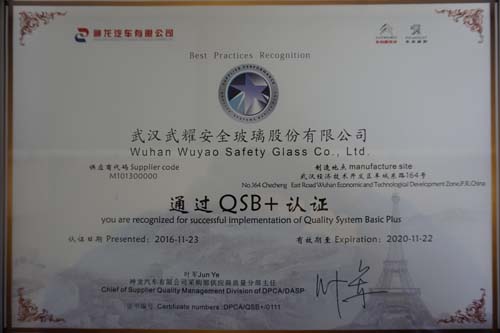 神龙汽车有限公司
Best Practices Recognition
SUPPLIER PERFORMANCE
武汉武耀安全玻璃股份有限公司
Wuhan Wuyao Safety Glass Co., Ltd.
供应商代码 Supplier code
M101300000
制造地点 manufacture site
武汉经济技术开发区车城东路164号
No.164 Checheng East Road Wuhan Economic and Technological Development Zone,P.R.China
通过 QSB+ 认证
you are recognized for successful implementation of Quality System Basic Plus
认证日期 Presented: 2016-11-23
有效期至 Expiration: 2020-11-22
叶军 Jun Ye
神龙汽车有限公司采购部供应商质量分部主任
Chief of Supplier Quality Management Division of DPCA/DASP
证书编号 Certificate numbers :DPCA/QSB+/0111
叶军